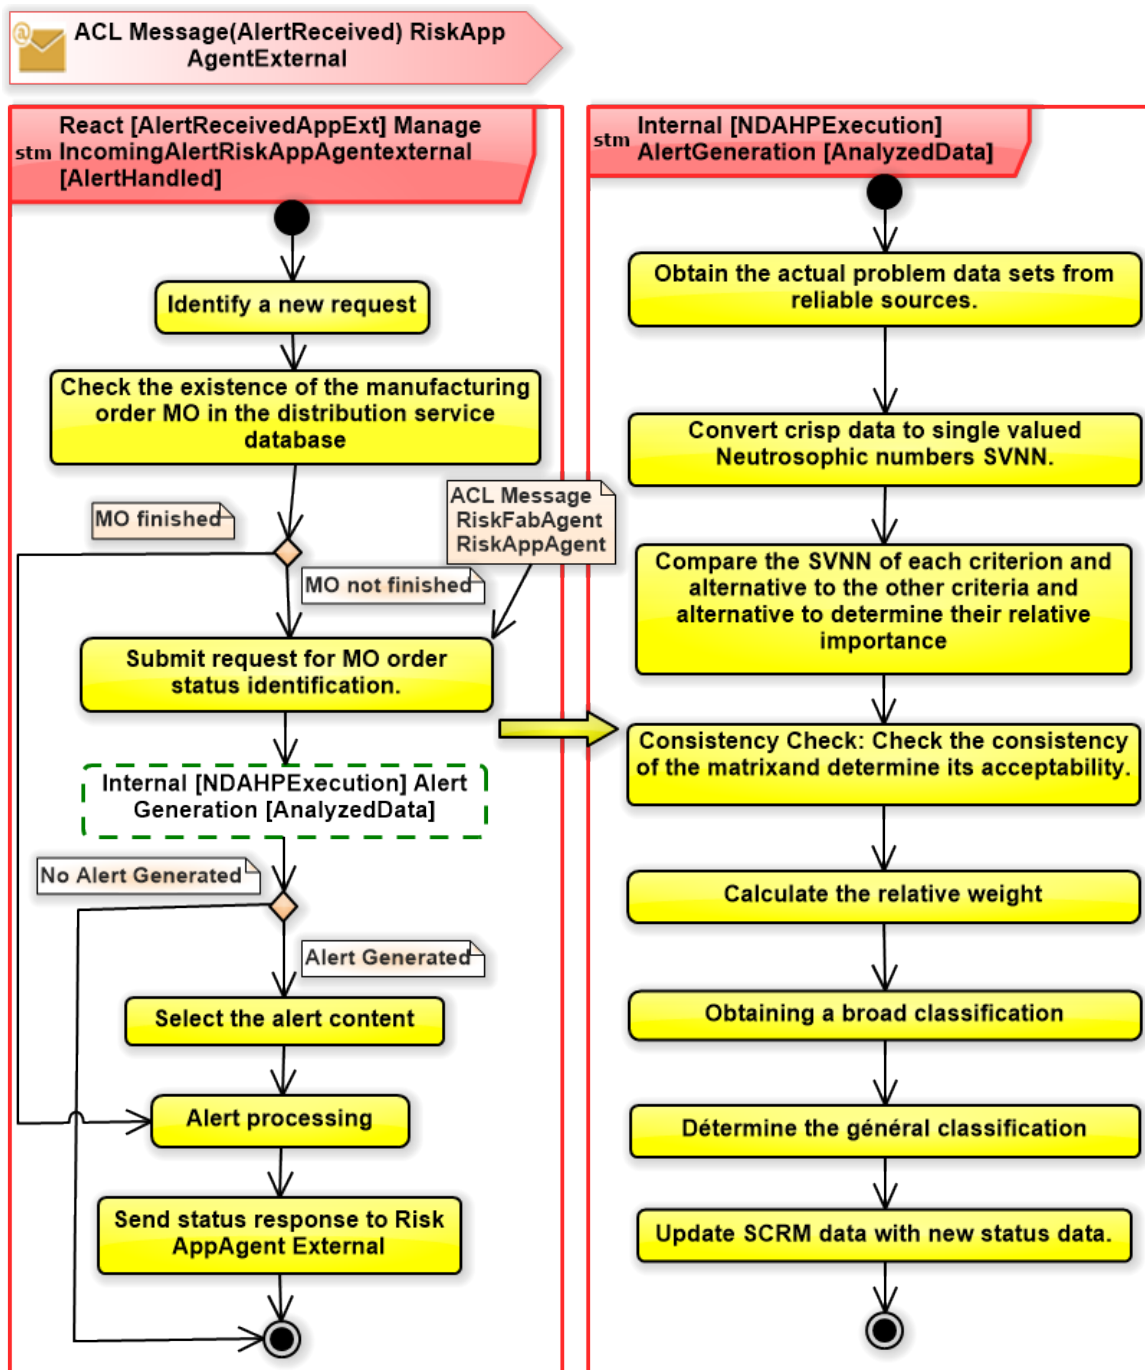 @
ACL Message(AlertReceived) RiskApp
AgentExternal
stm
React [AlertReceivedAppExt] Manage
IncomingAlertRiskAppAgentexternal
[AlertHandled]
Identify a new request
Check the existence of the manufacturing
order MO in the distribution service
database
MO finished
ACL Message
RiskFabAgent
RiskAppAgent
MO not finished
Submit request for MO order
status identification.
Internal [NDAHPExecution] Alert
Generation [AnalyzedData]
No Alert Generated
Alert Generated
Select the alert content
Alert processing
Send status response to Risk
AppAgent External
stm
Internal [NDAHPExecution]
AlertGeneration [AnalyzedData]
Obtain the actual problem data sets from
reliable sources.
Convert crisp data to single valued
Neutrosophic numbers SVNN.
Compare the SVNN of each criterion and
alternative to the other criteria and
alternative to determine their relative
importance
Consistency Check: Check the consistency
of the matrixand determine its acceptability.
Calculate the relative weight
Obtaining a broad classification
Détermine the général classification
Update SCRM data with new status data.